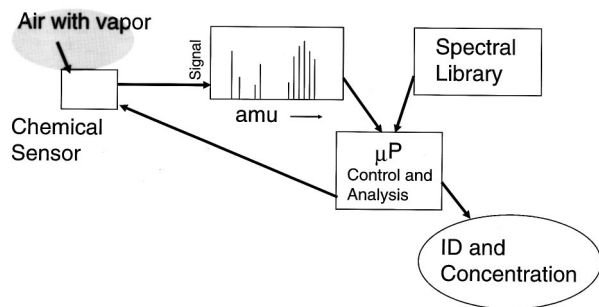 Air with vapor
Signal
amu
Spectral
Library
Chemical
Sensor
μP
Control and
Analysis
ID and
Concentration